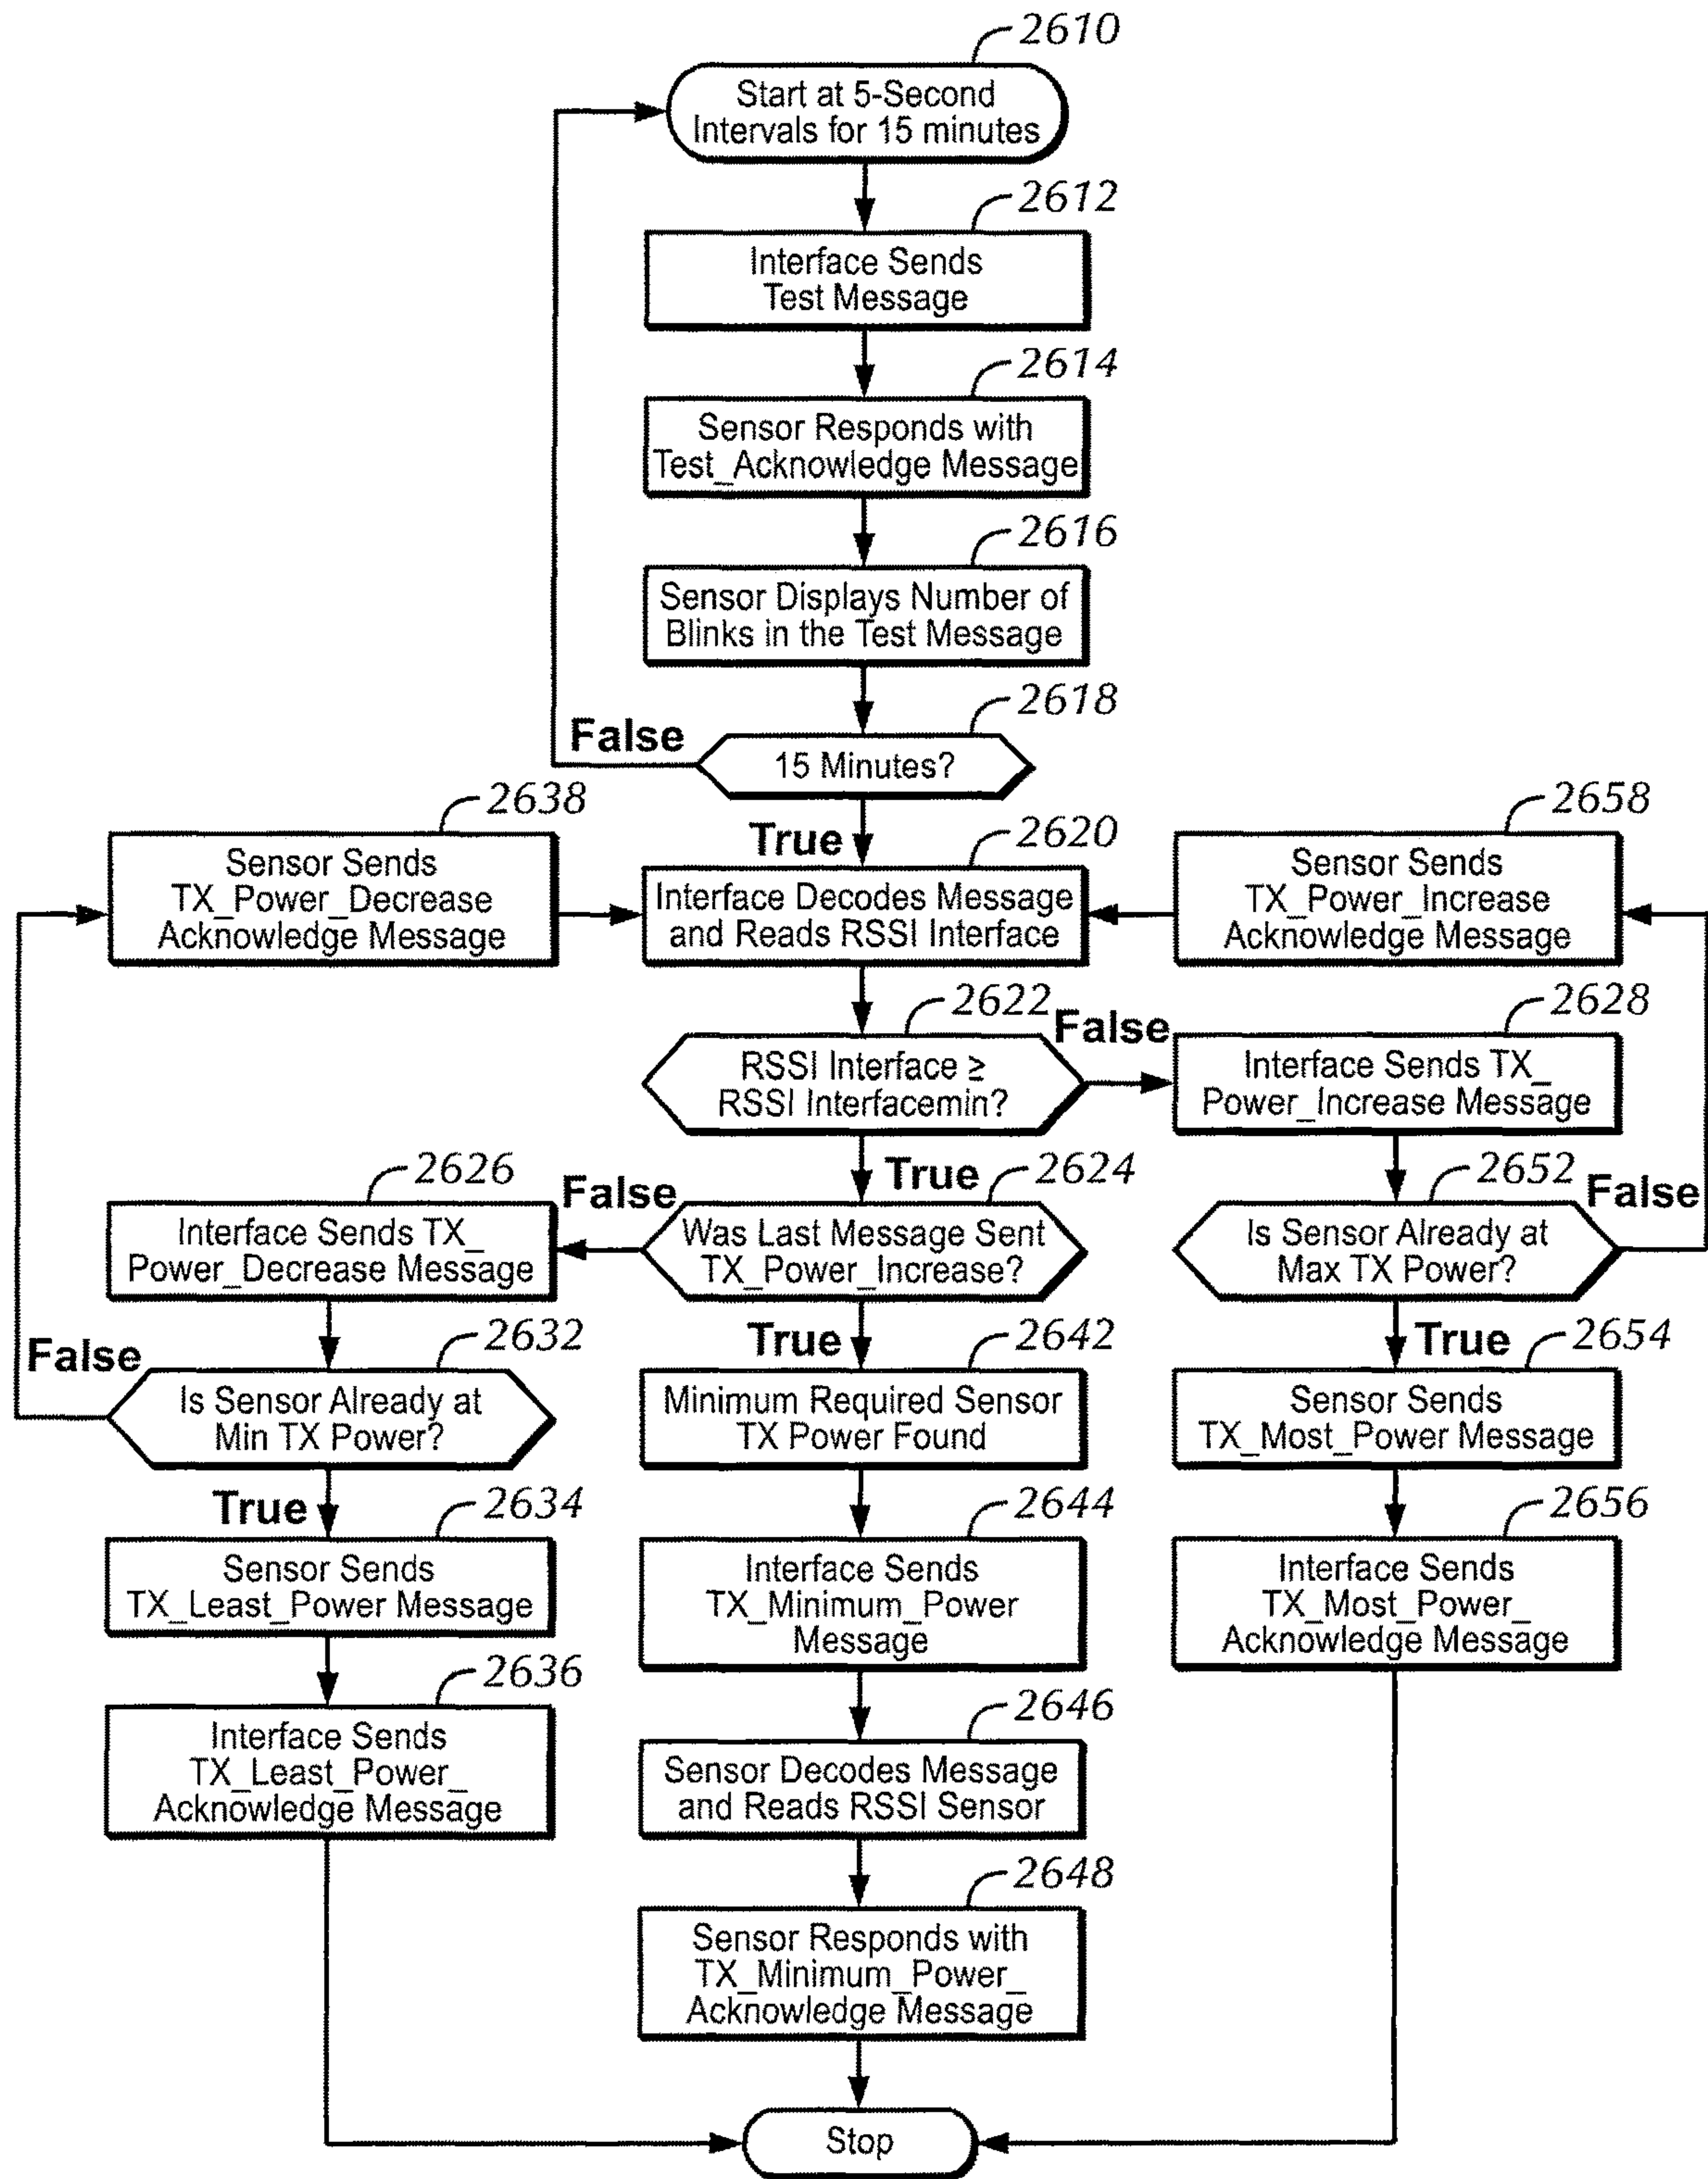 2610
Start at 5-Second
Intervals for 15 minutes
2612
Interface Sends
Test Message
2614
Sensor Responds with
Test_Acknowledge Message
2616
Sensor Displays Number of
Blinks in the Test Message
2618
False
15 Minutes?
2638
Sensor Sends
TX_Power_Decrease
Acknowledge Message
True
2620
Interface Decodes Message
and Reads RSSI Interface
2658
Sensor Sends
TX_Power_Increase
Acknowledge Message
2622
RSSI Interface ≥
RSSI Interfacemin?
False
2628
Interface Sends TX_
Power_Increase Message
2626
Interface Sends TX_
Power_Decrease Message
False
True
2624
Was Last Message Sent
TX_Power_Increase?
2652
False
Is Sensor Already at
Max TX Power?
False
2632
Is Sensor Already at
Min TX Power?
True
2642
Minimum Required Sensor
TX Power Found
True
2654
Sensor Sends
TX_Most_Power Message
True
2634
Sensor Sends
TX_Least_Power Message
2644
Interface Sends
TX_Minimum_Power
Message
2656
Interface Sends
TX_Most_Power_
Acknowledge Message
2636
Interface Sends
TX_Least_Power_
Acknowledge Message
2646
Sensor Decodes Message
and Reads RSSI Sensor
2648
Sensor Responds with
TX_Minimum_Power_
Acknowledge Message
Stop